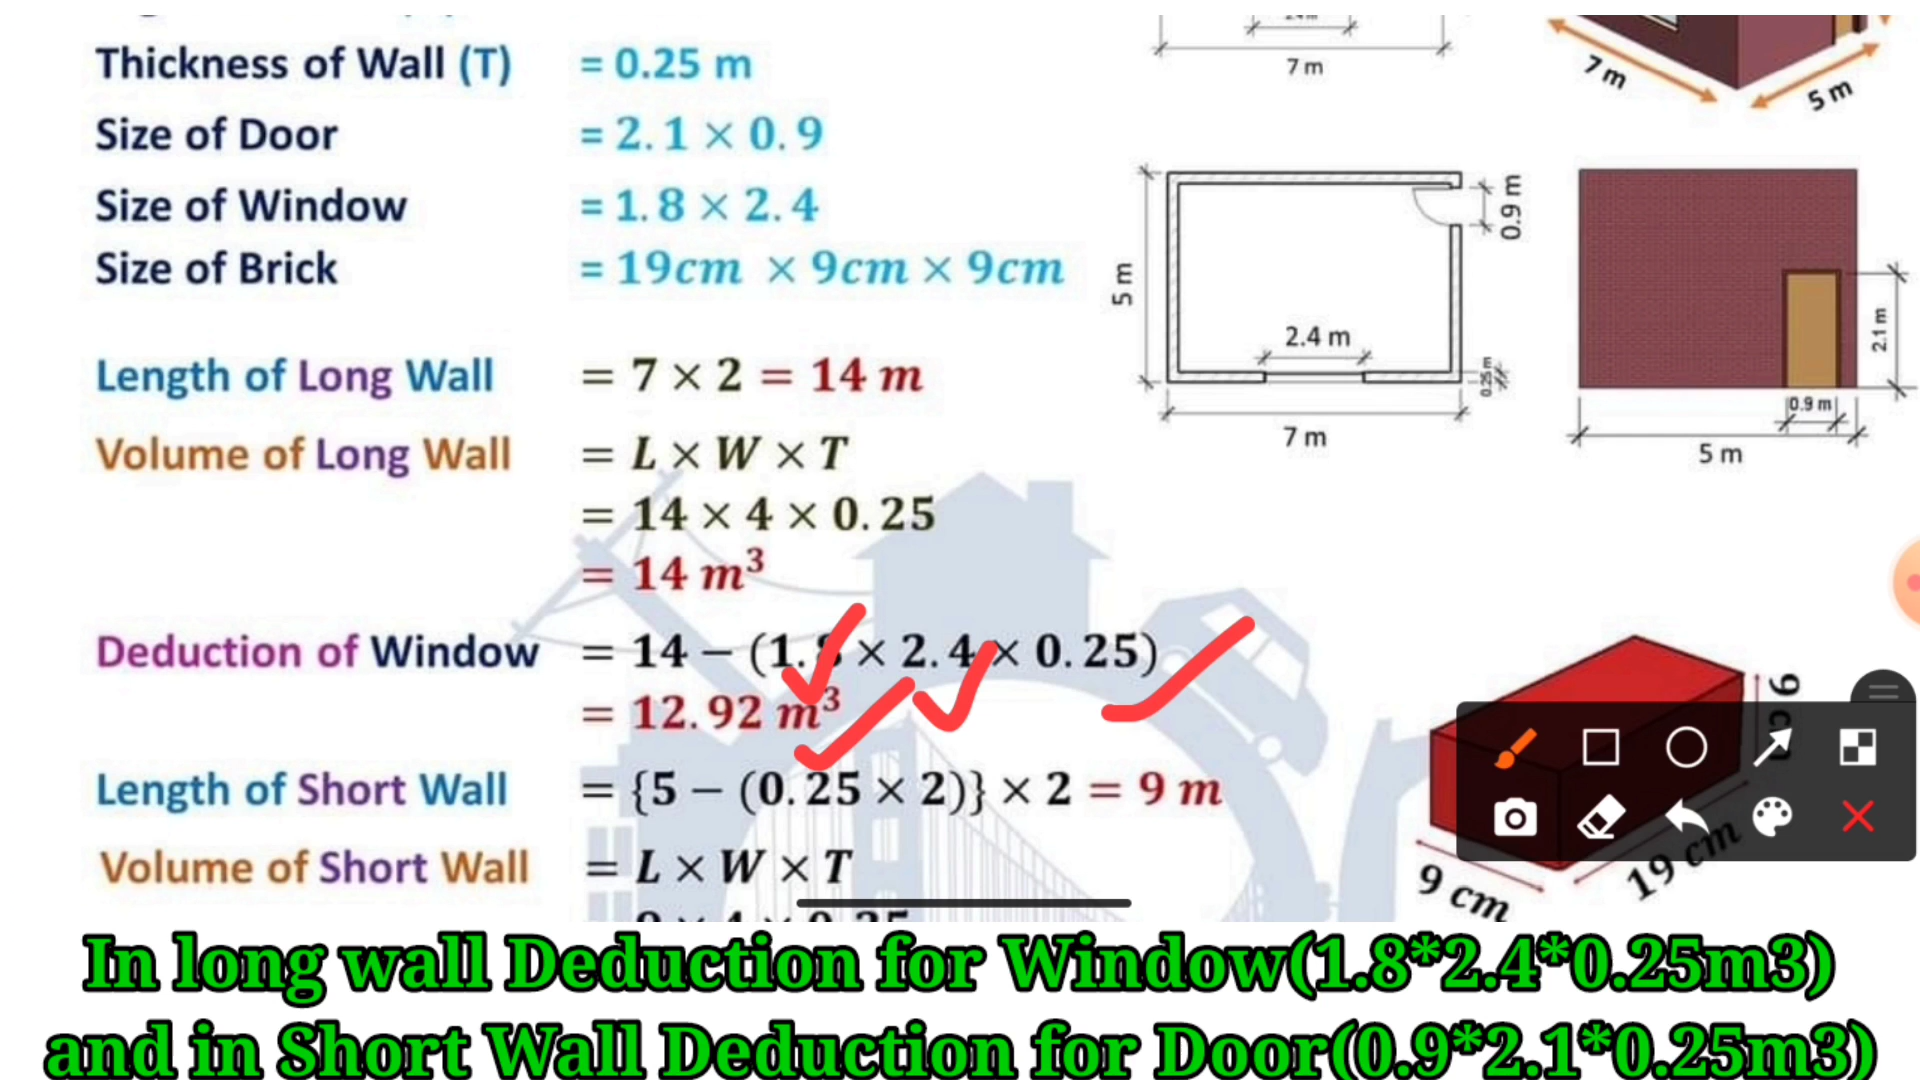 Thickness of Wall (T) = 0.25 m
Size of Door = 2.1 × 0.9
Size of Window = 1.8 × 2.4
Size of Brick = 19cm × 9cm × 9cm
Length of Long Wall = 7 × 2 = 14 m
Volume of Long Wall = L × W × T
= 14 × 4 × 0.25
= 14 m³
Deduction of Window = 14 – (1.8 × 2.4 × 0.25)
= 12.92 m³
Length of Short Wall = {5 – (0.25 × 2)} × 2 = 9 m
Volume of Short Wall = L × W × T
= 9 × 4 × 0.25
7 m
7 m
5 m
5 m
0.9 m
2.4 m
0.25 m
7 m
2.1 m
0.9 m
5 m
9 cm
9 cm
19 cm
In long wall Deduction for Window(1.8*2.4*0.25m3)
and in Short Wall Deduction for Door(0.9*2.1*0.25m3)